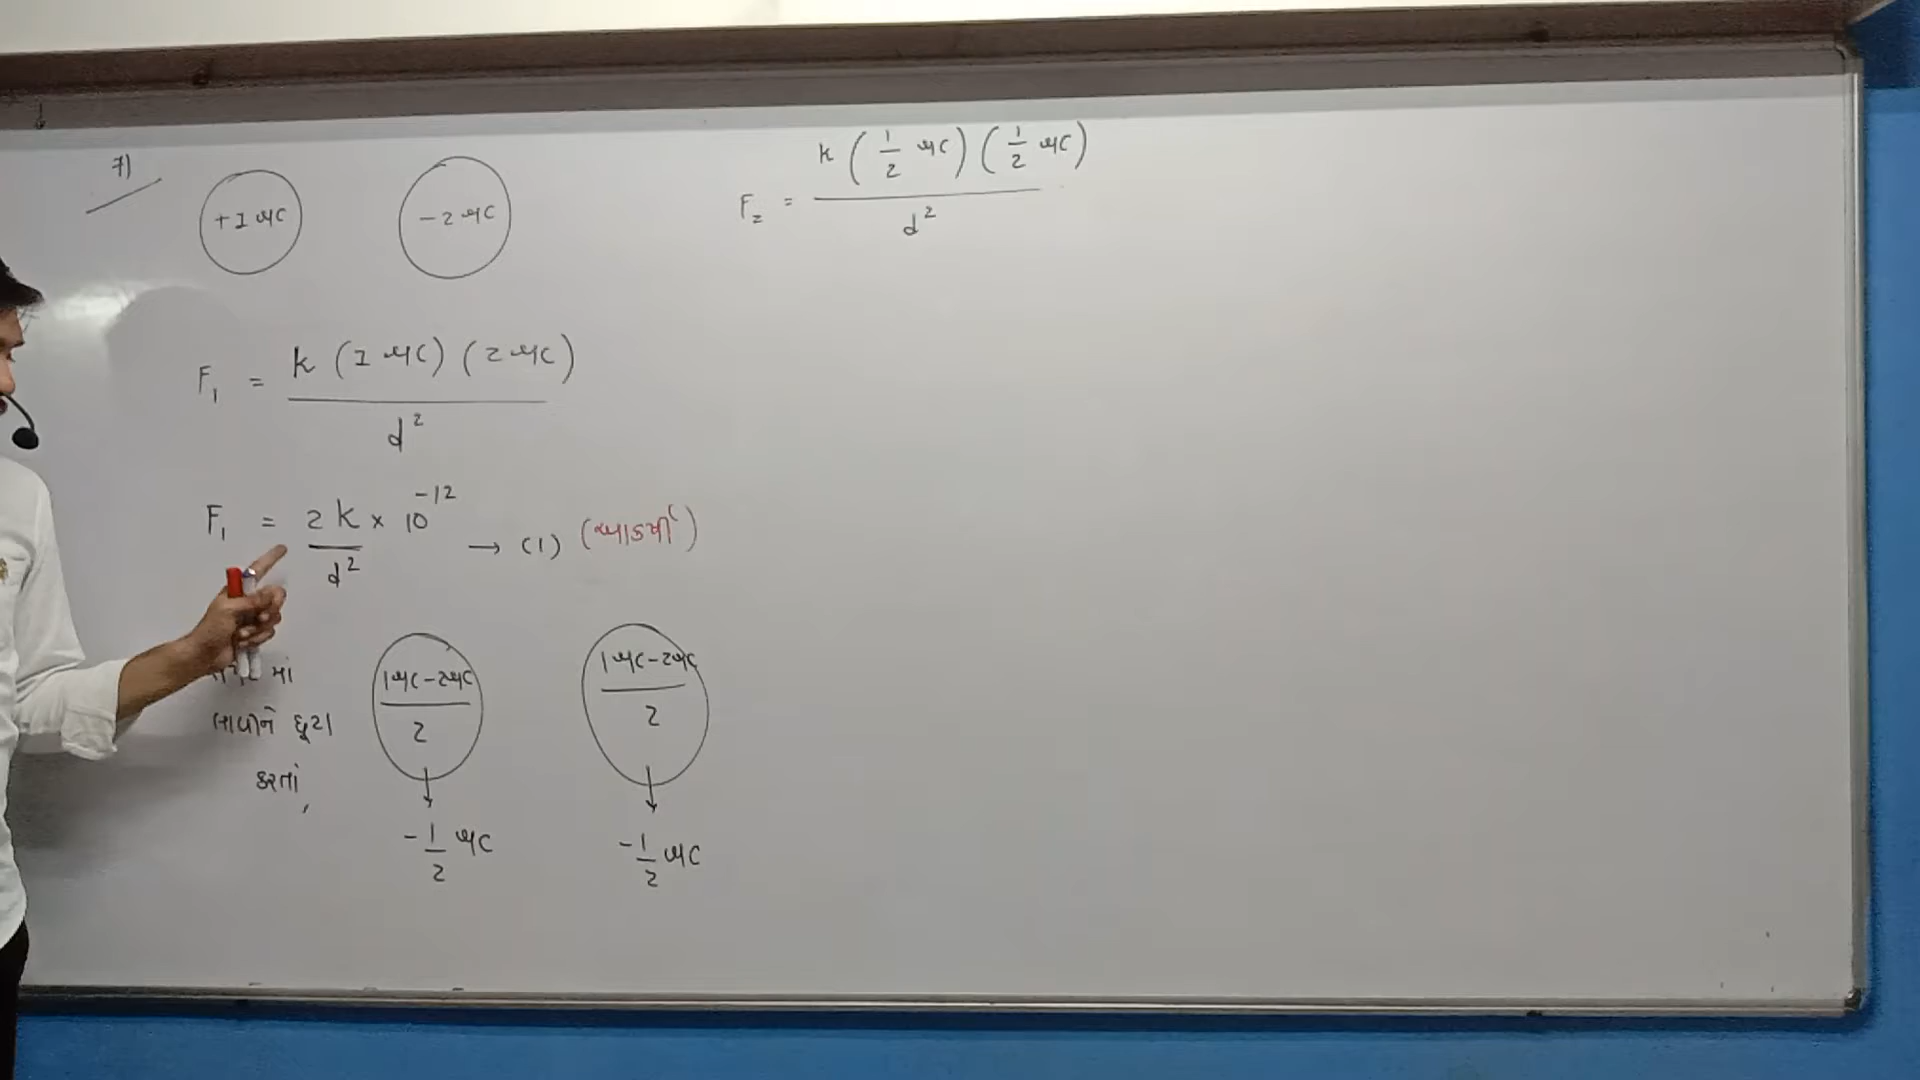 7)
+1 μC
-2 μC
F₁ = k (1 μC) (2 μC) / d²
F₁ = 2k × 10⁻¹² / d² → (1) (આકર્ષી)
માં
લાવીને છૂટા
કરતાં,
1μC-2μC / 2
1μC-2μC / 2
-1/2 μC
-1/2 μC
F₂ = k (1/2 μC) (1/2 μC) / d²